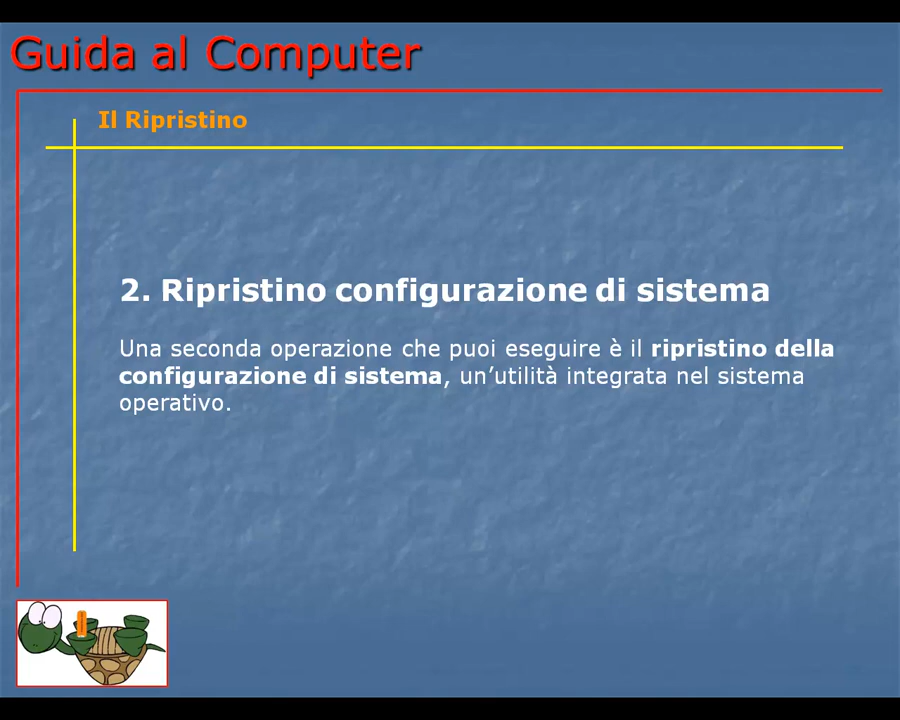 Guida al Computer
Il Ripristino
2. Ripristino configurazione di sistema
Una seconda operazione che puoi eseguire è il ripristino della
configurazione di sistema, un’utilità integrata nel sistema
operativo.